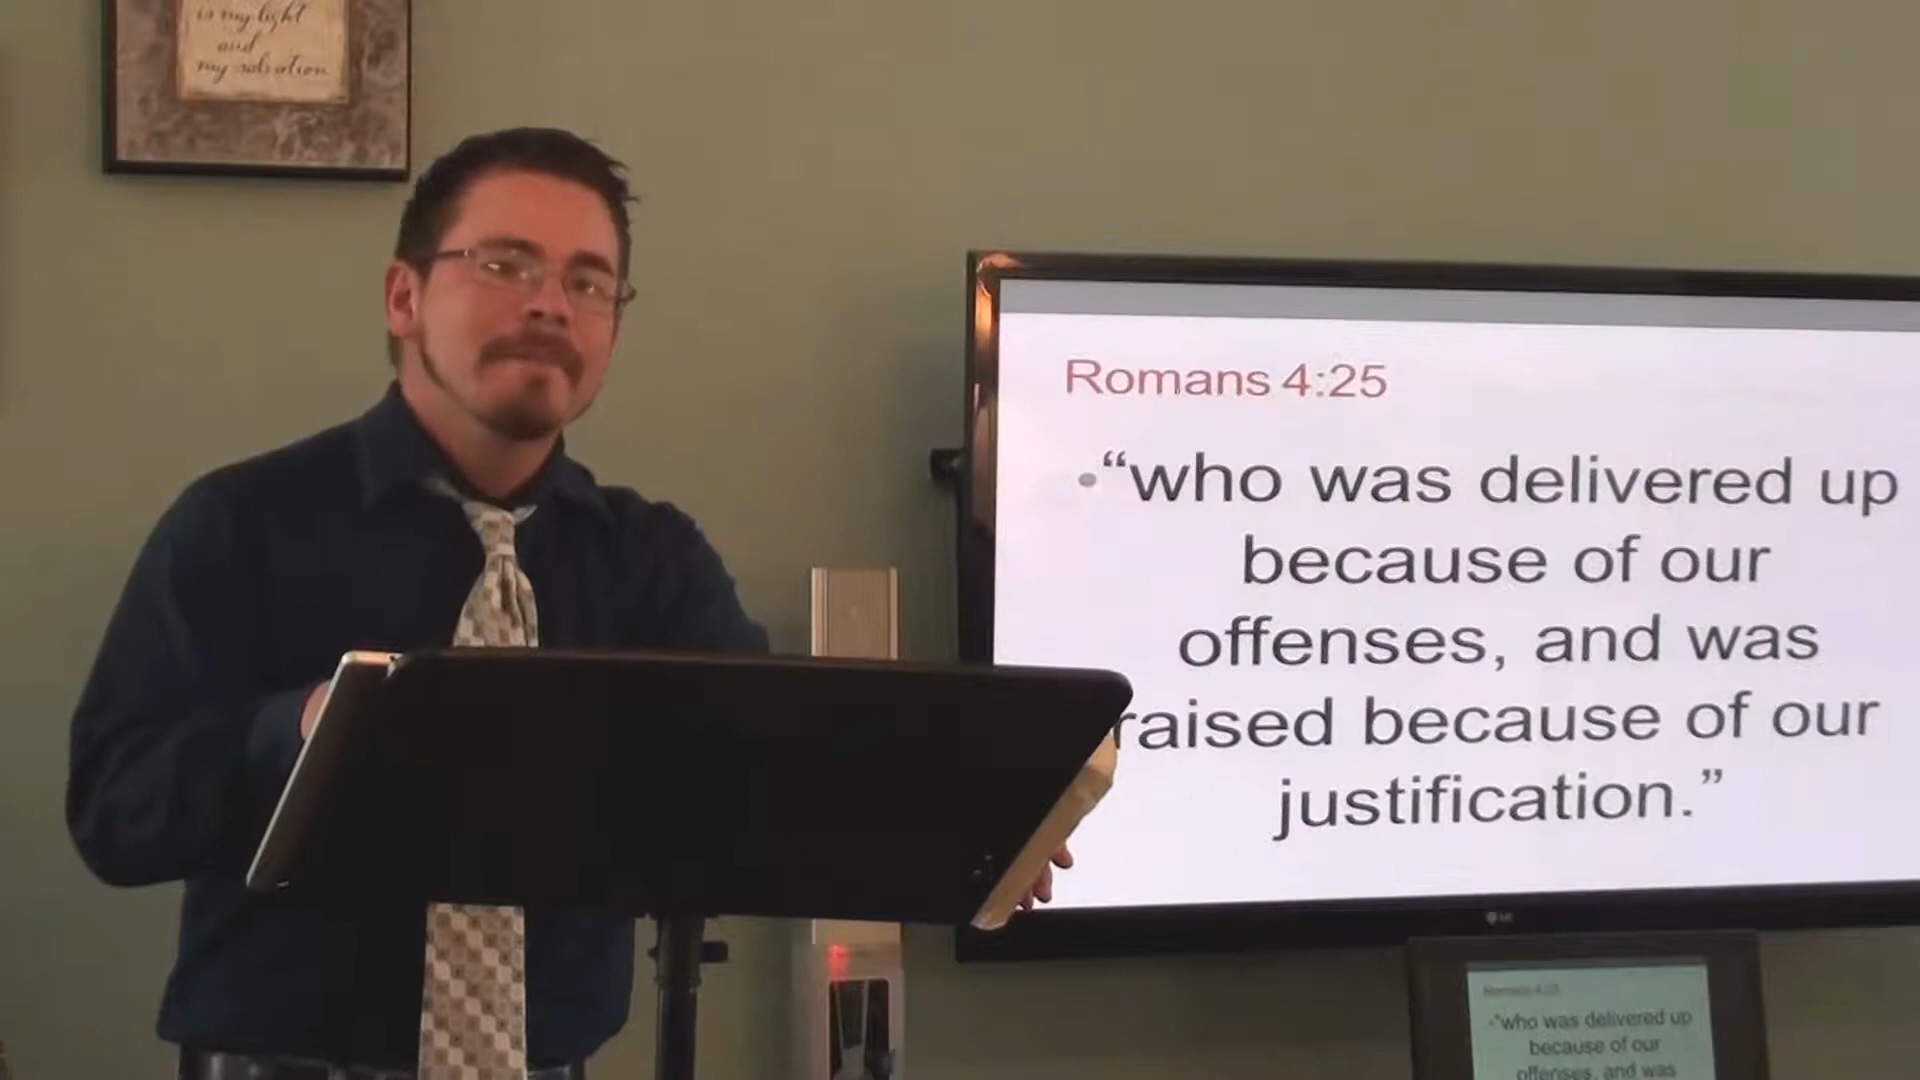 is my light
and
my salvation
Romans 4:25
•“who was delivered up
because of our
offenses, and was
raised because of our
justification.”
LG
Romans 4:25
•“who was delivered up
because of our
offenses, and was